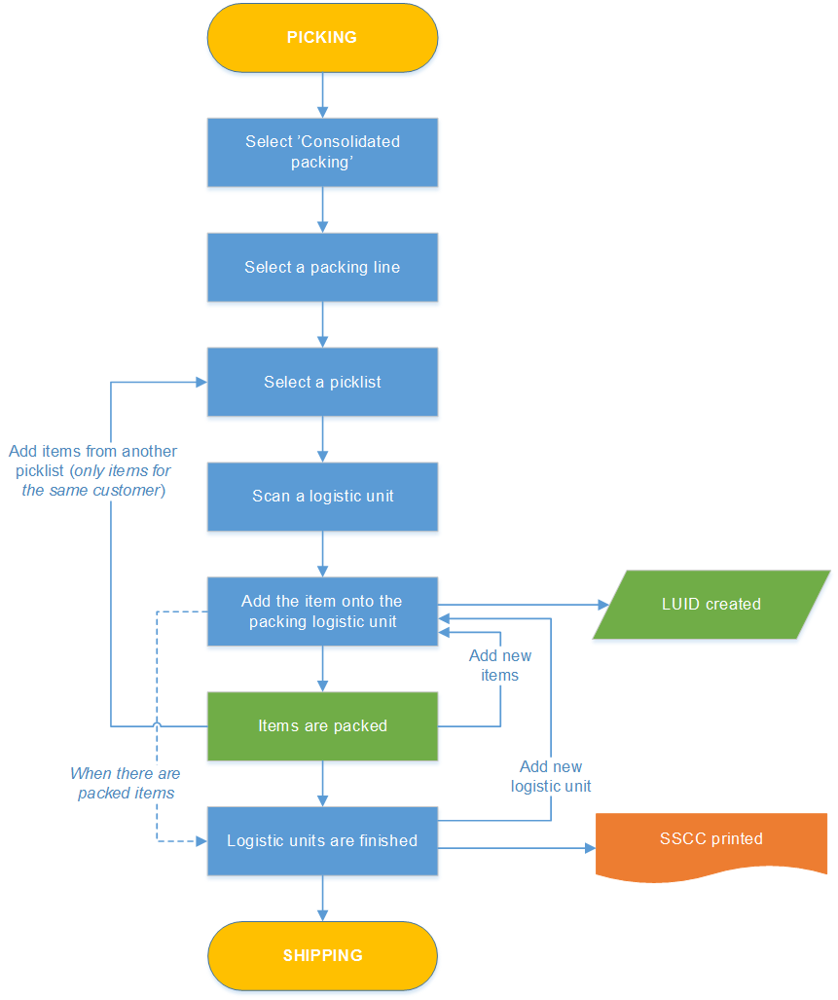 PICKING
Select ’Consolidated
packing’
Select a packing line
Select a picklist
Add items from another
picklist (only items for
the same customer)
Scan a logistic unit
Add the item onto the
packing logistic unit
LUID created
Add new
items
Items are packed
When there are
packed items
Add new
logistic unit
Logistic units are finished
SSCC printed
SHIPPING